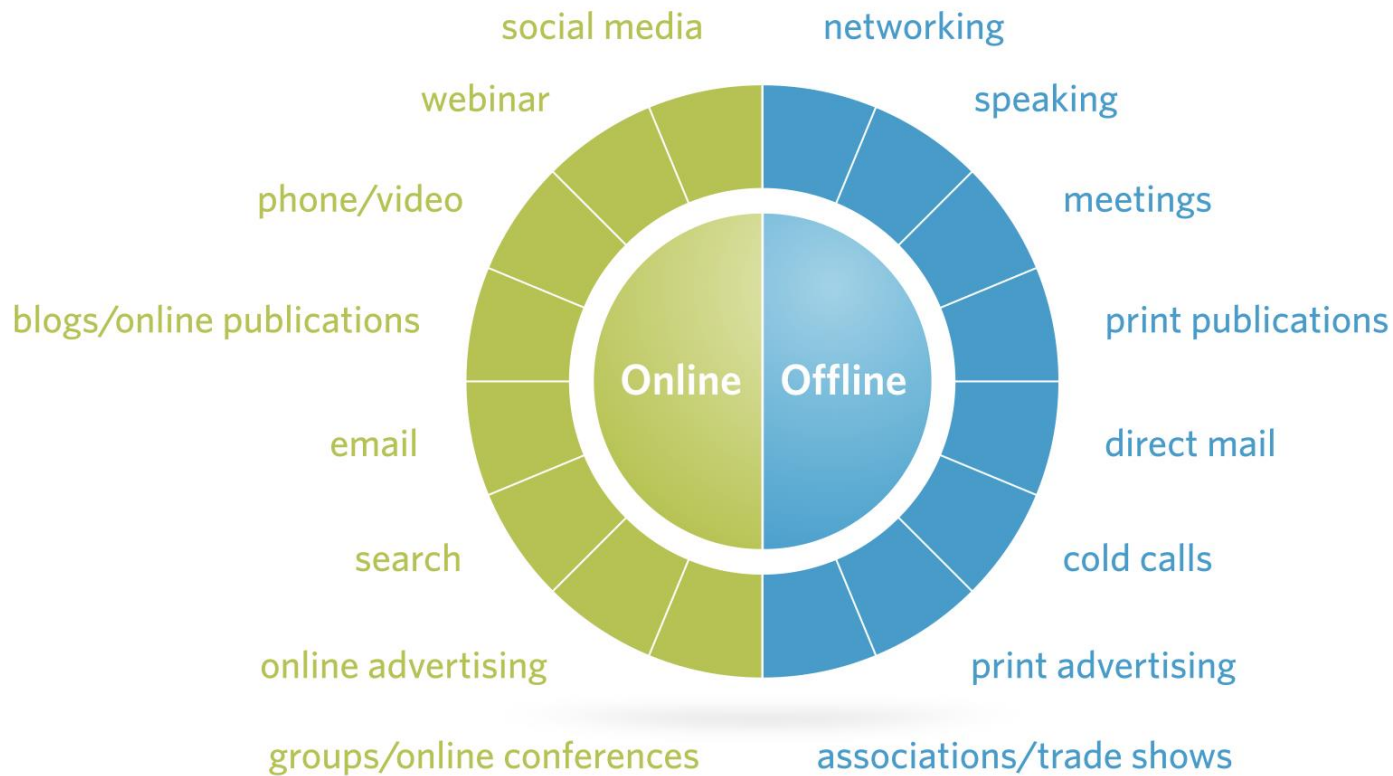 social media
networking
webinar
speaking
phone/video
meetings
blogs/online publications
print publications
Online
Offline
email
direct mail
search
cold calls
online advertising
print advertising
groups/online conferences
associations/trade shows